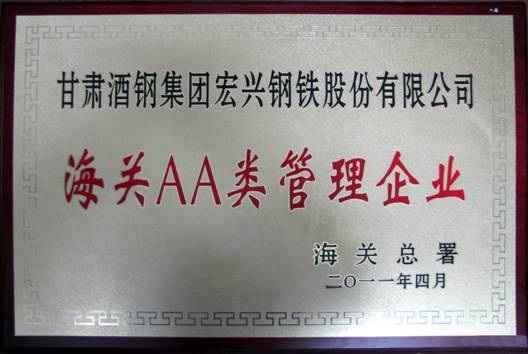 甘肃酒钢集团宏兴钢铁股份有限公司
海关AA类管理企业
海关总署
二〇一一年四月